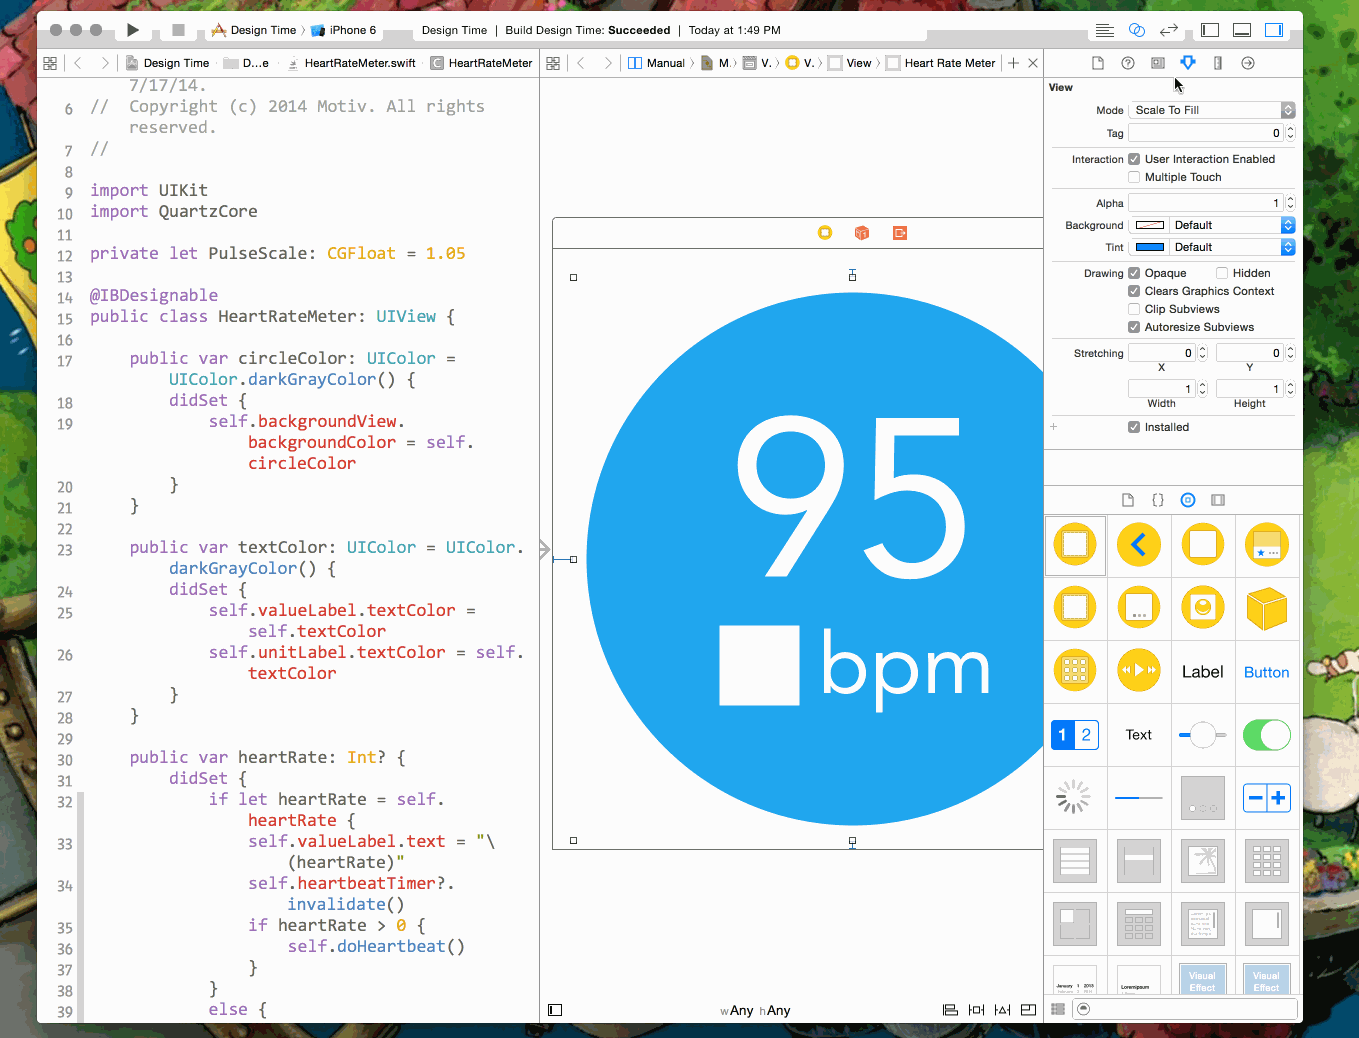 Design Time
iPhone 6
Design Time | Build Design Time: Succeeded | Today at 1:49 PM
Design Time
D...e
HeartRateMeter.swift
HeartRateMeter
Manual
M.
V.
V.
View
Heart Rate Meter
7/17/14.
6 // Copyright (c) 2014 Motiv. All rights
reserved.
7 //
8
9 import UIKit
10 import QuartzCore
11
12 private let PulseScale: CGFloat = 1.05
13
14 @IBDesignable
15 public class HeartRateMeter: UIView {
16
17 public var circleColor: UIColor =
UIColor.darkGrayColor() {
18 didSet {
19 self.backgroundView.
backgroundColor = self.
circleColor
20 }
21 }
22
23 public var textColor: UIColor = UIColor.
darkGrayColor() {
24 didSet {
25 self.valueLabel.textColor =
self.textColor
26 self.unitLabel.textColor = self.
textColor
27 }
28 }
29
30 public var heartRate: Int? {
31 didSet {
32 if let heartRate = self.
heartRate {
33 self.valueLabel.text = "\
(heartRate)"
34 self.heartbeatTimer?.
invalidate()
35 if heartRate > 0 {
36 self.doHeartbeat()
37 }
38 }
39 else {
95
bpm
wAny hAny
View
Mode Scale To Fill
Tag 0
Interaction User Interaction Enabled
Multiple Touch
Alpha 1
Background Default
Tint Default
Drawing Opaque Hidden
Clears Graphics Context
Clip Subviews
Autoresize Subviews
Stretching 0 0
X Y
1 1
Width Height
+ Installed
Label
Button
1 2
Text
January 1 2013
Loremipsum
Visual
Effect
Visual
Effect